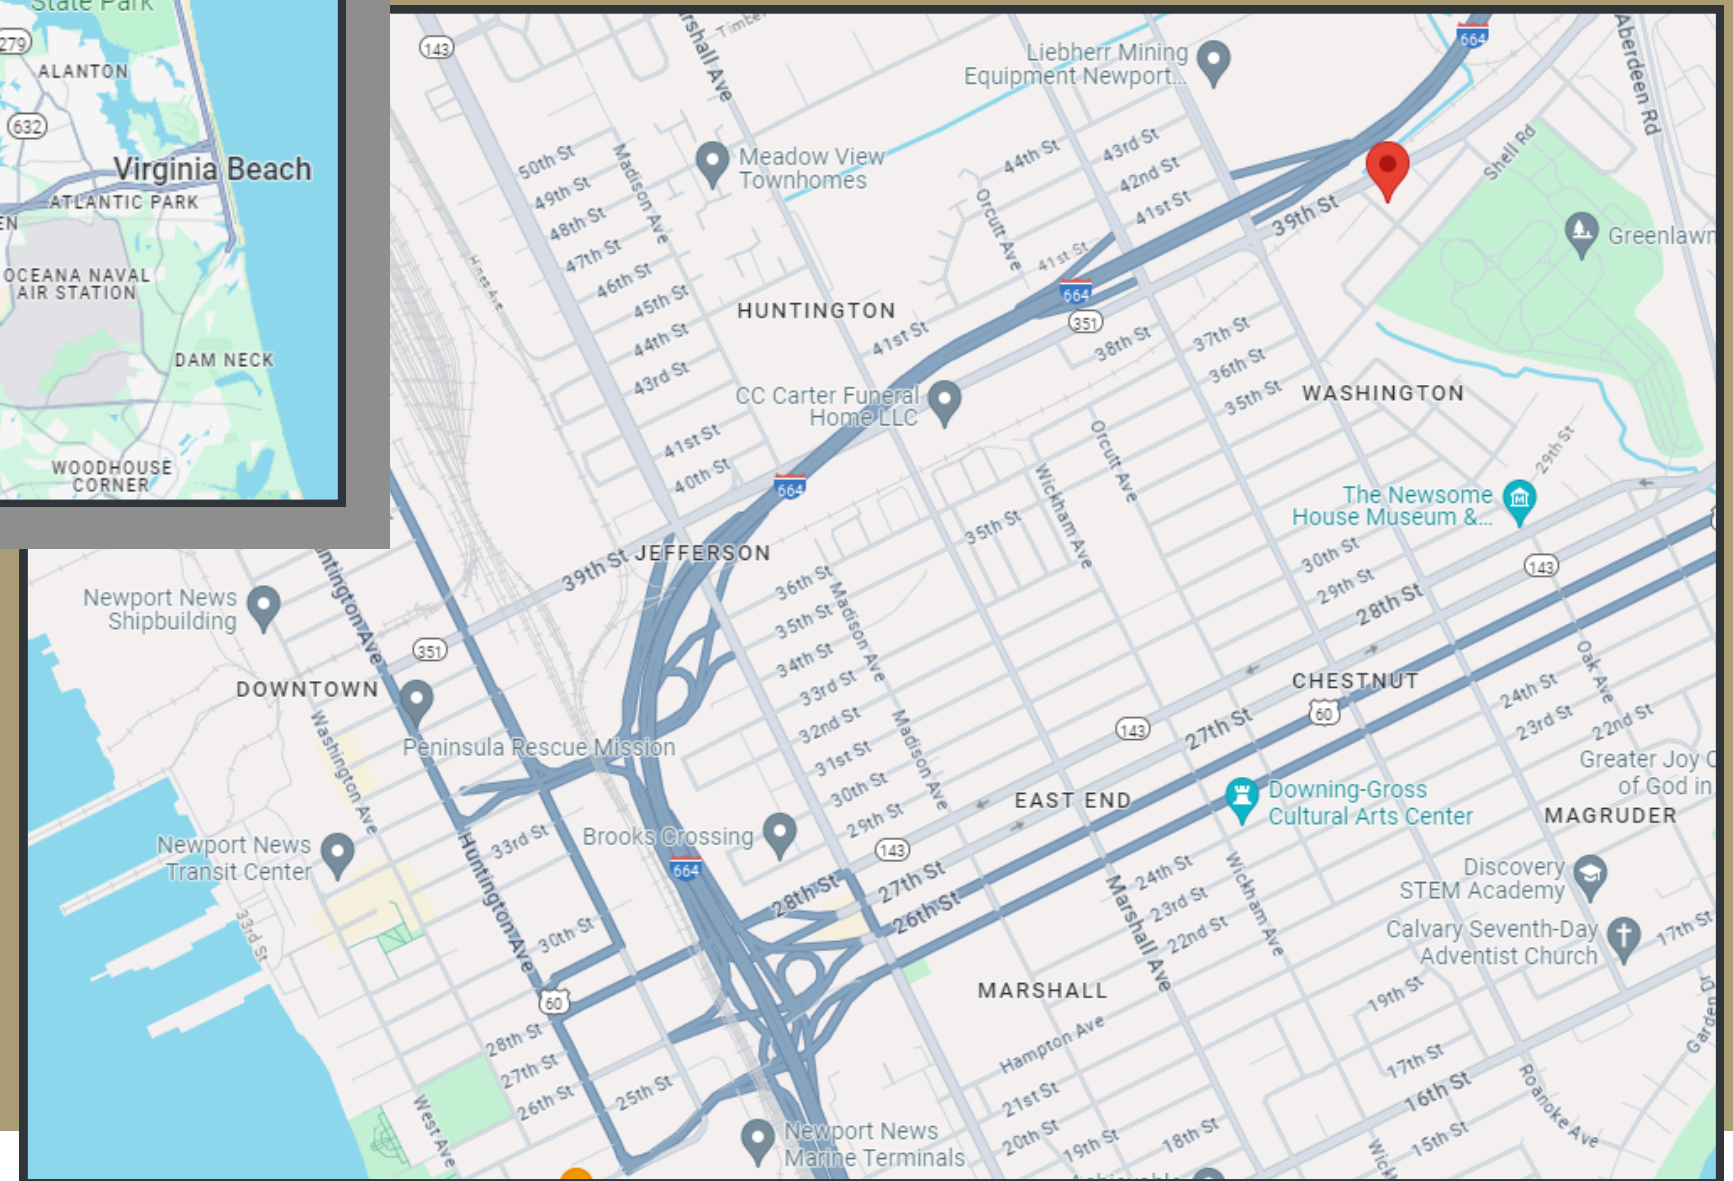 State Park
279
ALANTON
632
Virginia Beach
ATLANTIC PARK
EN
OCEANA NAVAL
AIR STATION
DAM NECK
WOODHOUSE
CORNER
143
Marshall Ave
664
Aberdeen Rd
Liebherr Mining
Equipment Newport...
Meadow View
Townhomes
50th St
49th St
48th St
47th St
46th St
45th St
44th St
43rd St
41st St
40th St
Madison Ave
Hines Ave
44th St
43rd St
42nd St
41st St
41st St
Orcutt Ave
39th St
Shell Rd
Greenlawn
HUNTINGTON
664
351
41st St
38th St
37th St
36th St
35th St
WASHINGTON
CC Carter Funeral
Home LLC
664
Orcutt Ave
Wickham Ave
35th St
29th St
The Newsome
House Museum &...
30th St
29th St
28th St
143
JEFFERSON
39th St
Huntington Ave
Newport News
Shipbuilding
351
DOWNTOWN
Washington Ave
Peninsula Rescue Mission
36th St
35th St
34th St
33rd St
32nd St
31st St
30th St
29th St
Madison Ave
Madison Ave
Oak Ave
CHESTNUT
60
24th St
23rd St
22nd St
143
27th St
Greater Joy C
of God in
EAST END
Downing-Gross
Cultural Arts Center
MAGRUDER
Newport News
Transit Center
33rd St
Huntington Ave
33rd St
30th St
Brooks Crossing
664
143
28th St
27th St
26th St
Marshall Ave
24th St
23rd St
22nd St
Wickham Ave
Discovery
STEM Academy
Calvary Seventh-Day
Adventist Church
17th St
60
MARSHALL
28th St
27th St
26th St
25th St
West Ave
Hampton Ave
19th St
17th St
16th St
15th St
Roanoke Ave
21st St
20th St
19th St
18th St
Newport News
Marine Terminals